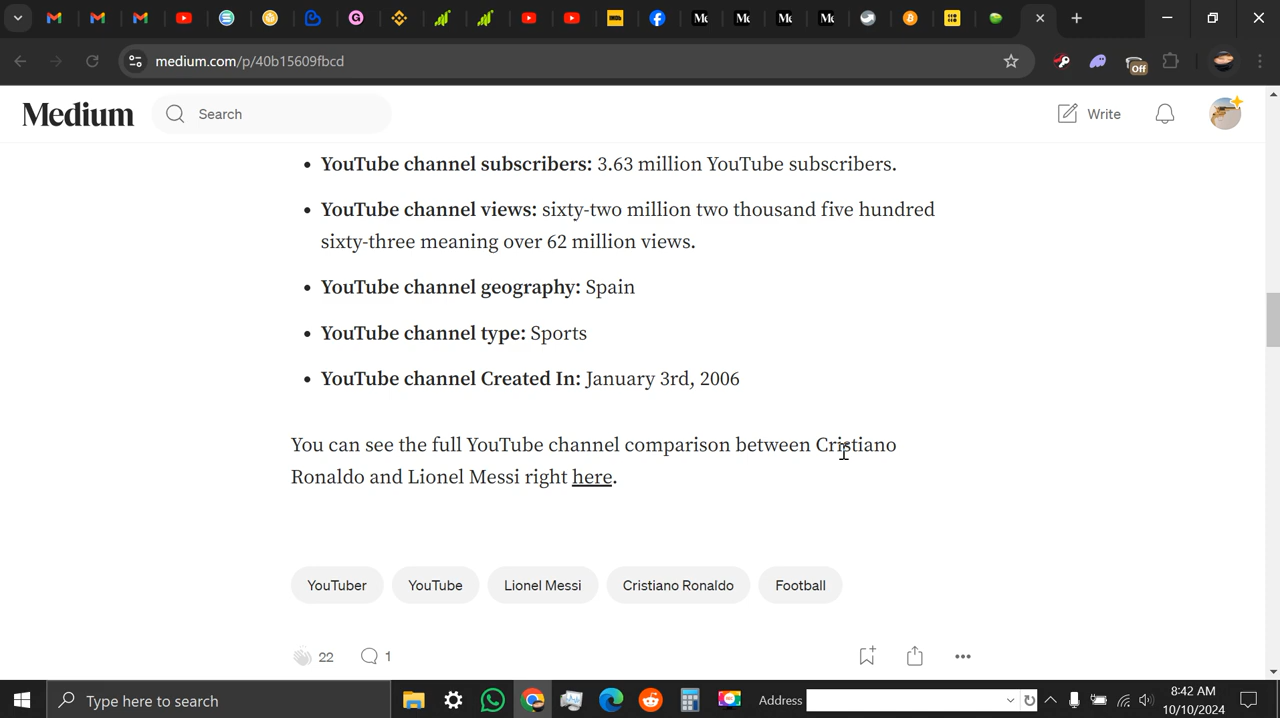 medium.com/p/40b15609fbcd
Off
Medium
Search
Write
YouTube channel subscribers: 3.63 million YouTube subscribers.
YouTube channel views: sixty-two million two thousand five hundred
sixty-three meaning over 62 million views.
YouTube channel geography: Spain
YouTube channel type: Sports
YouTube channel Created In: January 3rd, 2006
You can see the full YouTube channel comparison between Cristiano
Ronaldo and Lionel Messi right here.
YouTuber
YouTube
Lionel Messi
Cristiano Ronaldo
Football
22
1
Type here to search
Address
8:42 AM
10/10/2024